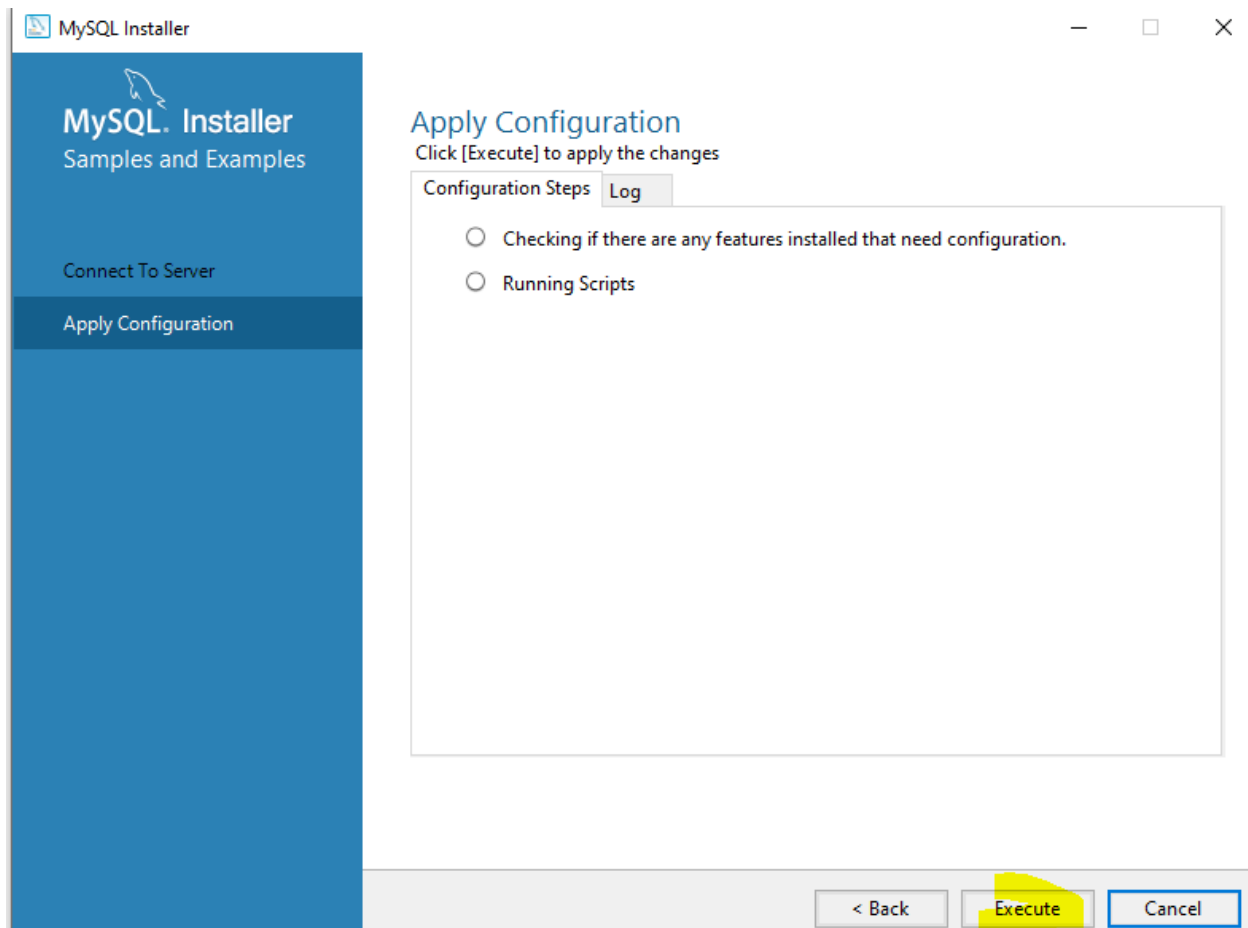 MySQL Installer
MySQL. Installer
Samples and Examples
Connect To Server
Apply Configuration
Apply Configuration
Click [Execute] to apply the changes
Configuration Steps Log
Checking if there are any features installed that need configuration.
Running Scripts
< Back Execute Cancel